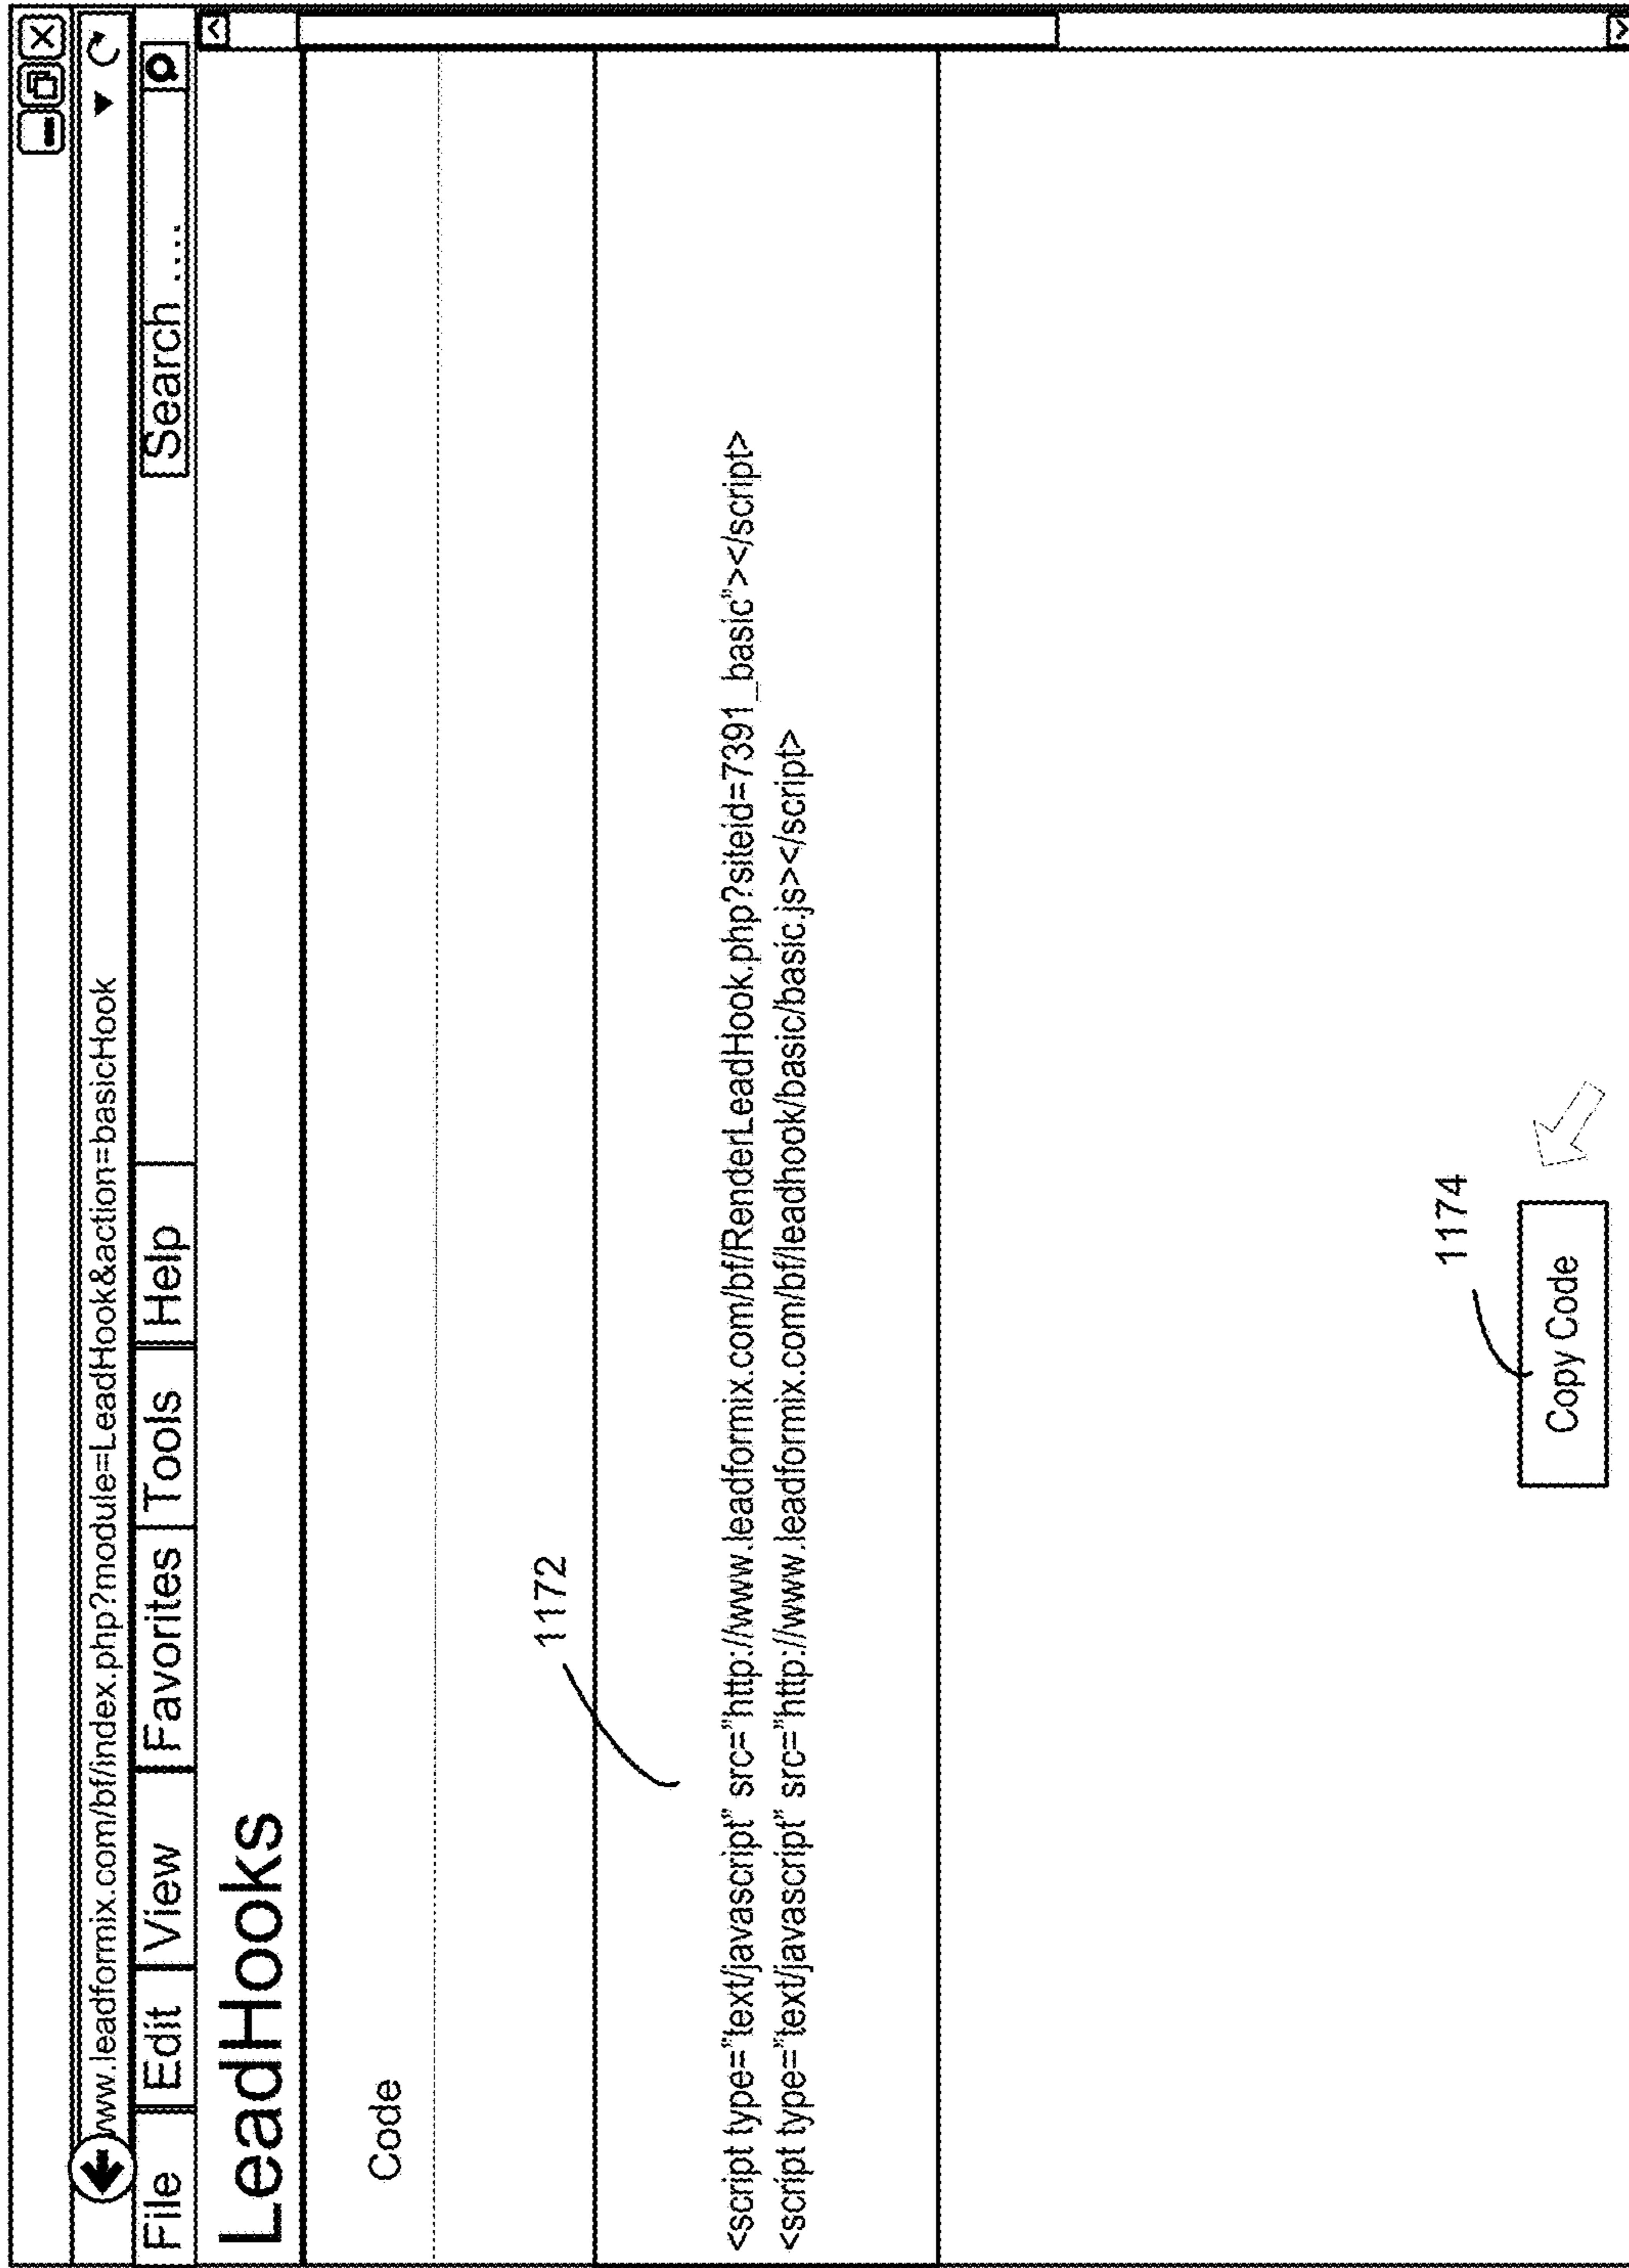 www.leadformix.com/bf/index.php?module=LeadHook&action=basicHook
File Edit View Favorites Tools Help Search ....
LeadHooks
Code
1172
<script type="text/javascript" src="http://www.leadformix.com/bf/RenderLeadHook.php?siteid=7391_basic"></script>
<script type="text/javascript" src="http://www.leadformix.com/bf/leadhook/basic/basic.js></script>
1174
Copy Code